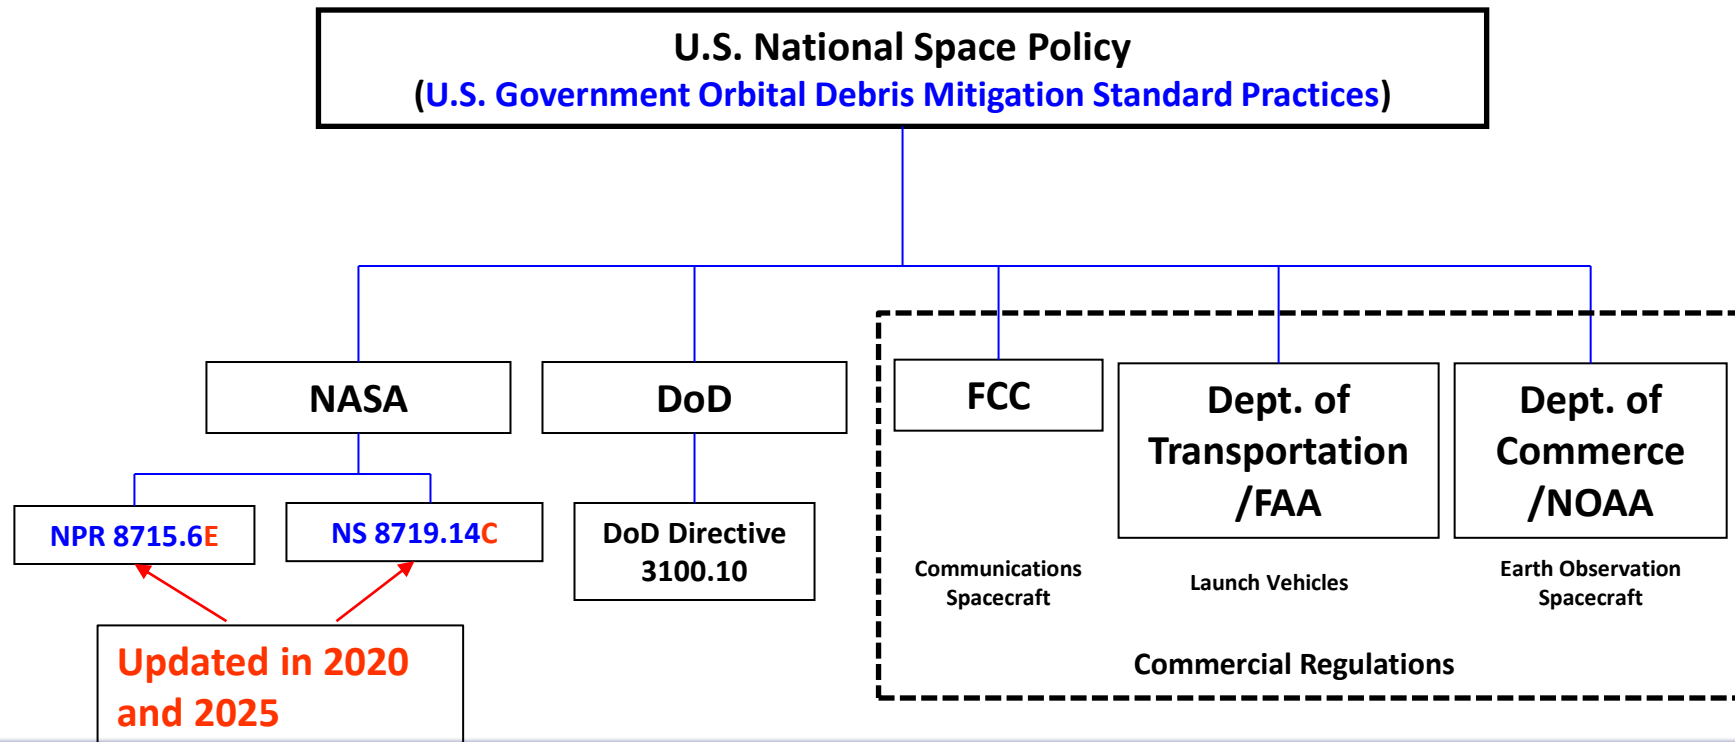 U.S. National Space Policy
(U.S. Government Orbital Debris Mitigation Standard Practices)
NASA
DoD
FCC
Dept. of
Transportation
/FAA
Dept. of
Commerce
/NOAA
NPR 8715.6E
NS 8719.14C
DoD Directive
3100.10
Communications
Spacecraft
Launch Vehicles
Earth Observation
Spacecraft
Updated in 2020
and 2025
Commercial Regulations